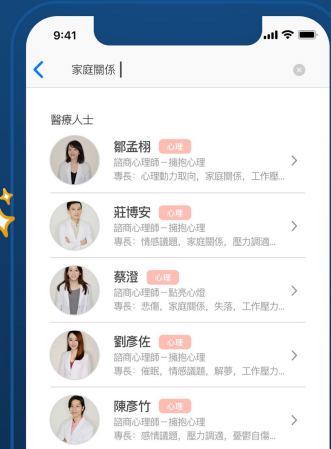 9:41
家庭關係
醫療人士
鄒孟栩 心理
諮商心理師－擁抱心理
專長：心理動力取向，家庭關係，工作壓...
莊博安 心理
諮商心理師－擁抱心理
專長：情感議題，家庭關係，壓力調適...
蔡澄 心理
諮商心理師－點亮心燈
專長：悲傷，家庭關係，失落，工作壓力...
劉彥佐 心理
諮商心理師－擁抱心理
專長：催眠，情感議題，解夢，工作壓力...
陳彥竹 心理
諮商心理師－擁抱心理
專長：感情議題，壓力調適，憂鬱自傷...